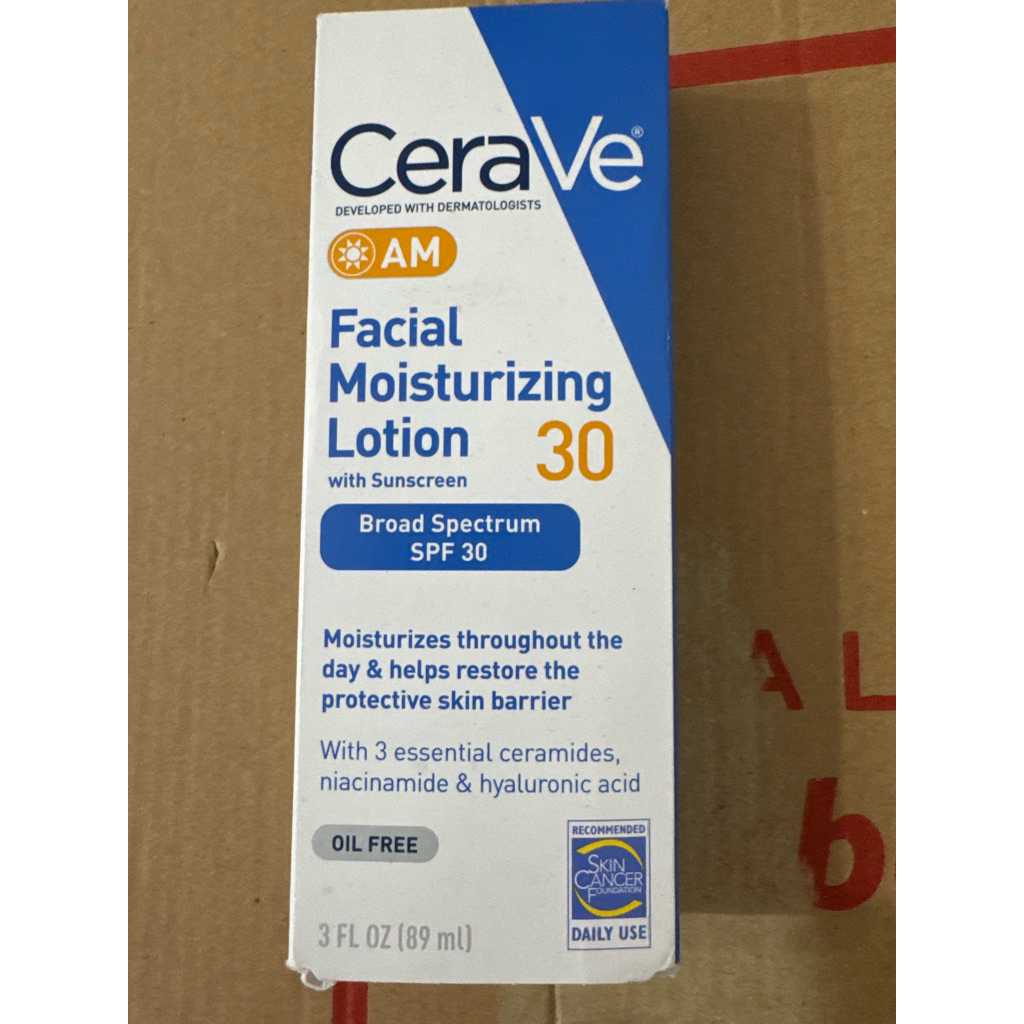 CeraVe®
DEVELOPED WITH DERMATOLOGISTS
AM
Facial
Moisturizing
Lotion
30
with Sunscreen
Broad Spectrum
SPF 30
Moisturizes throughout the
day & helps restore the
protective skin barrier
With 3 essential ceramides,
niacinamide & hyaluronic acid
OIL FREE
RECOMMENDED
SKIN
CANCER
FOUNDATION
DAILY USE
3 FL OZ (89 ml)
A L
b